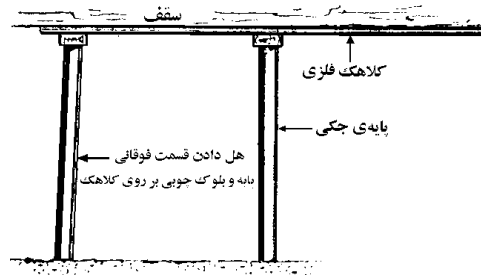 سقف
کلاهک فلزی
پایه‌ی جکی
هل دادن قسمت فوقانی
پایه و بلوک چوبی بر روی کلاهک